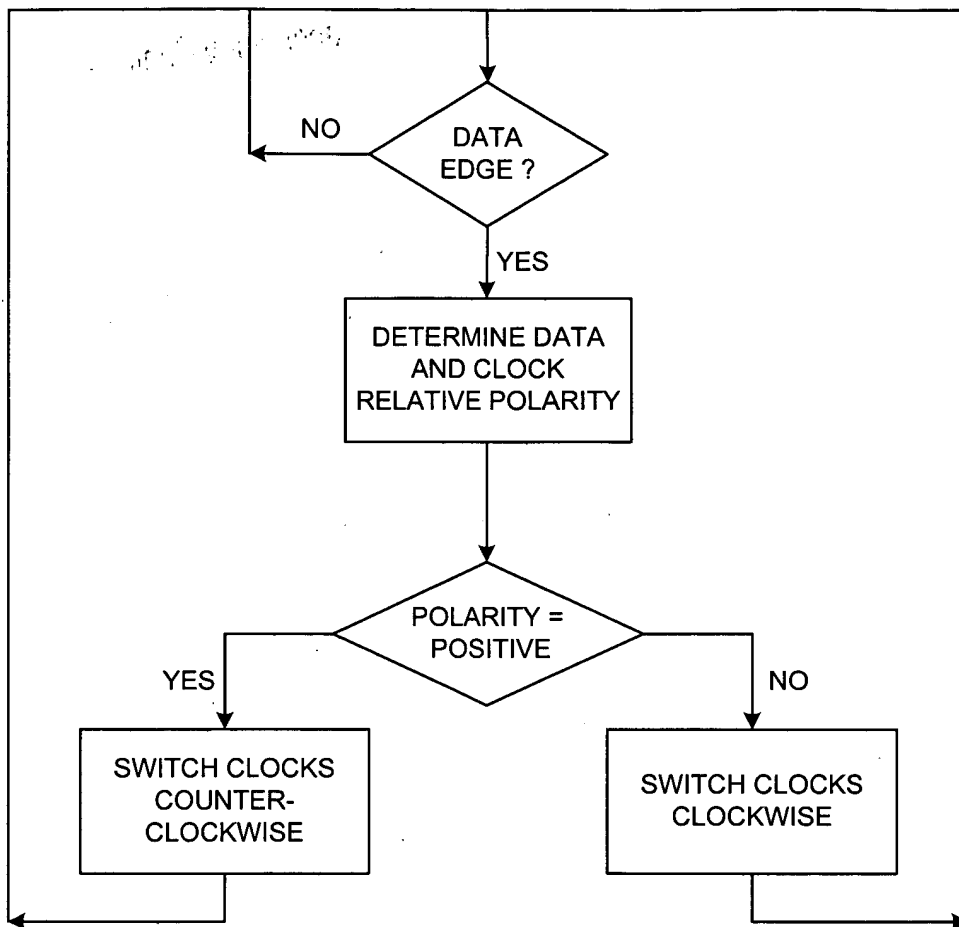 DATA
EDGE ?
NO
YES
DETERMINE DATA
AND CLOCK
RELATIVE POLARITY
POLARITY =
POSITIVE
YES
NO
SWITCH CLOCKS
COUNTER-
CLOCKWISE
SWITCH CLOCKS
CLOCKWISE